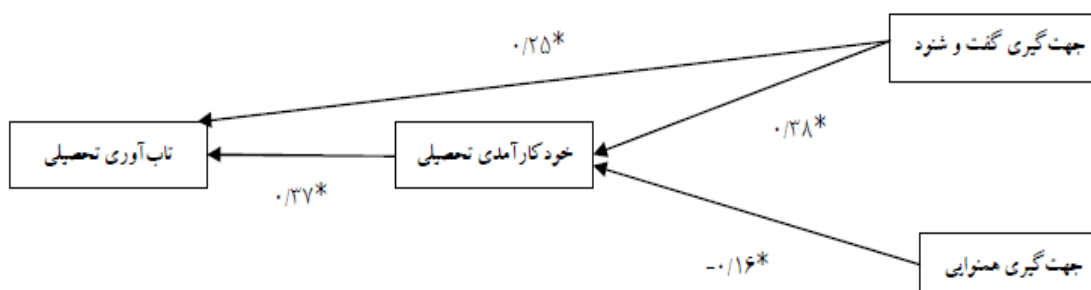 جهت‌گیری گفت و شنود
۰/۲۵*
۰/۳۸*
تاب‌آوری تحصیلی
خودکارآمدی تحصیلی
۰/۳۷*
-۰/۱۶*
جهت‌گیری همنوایی